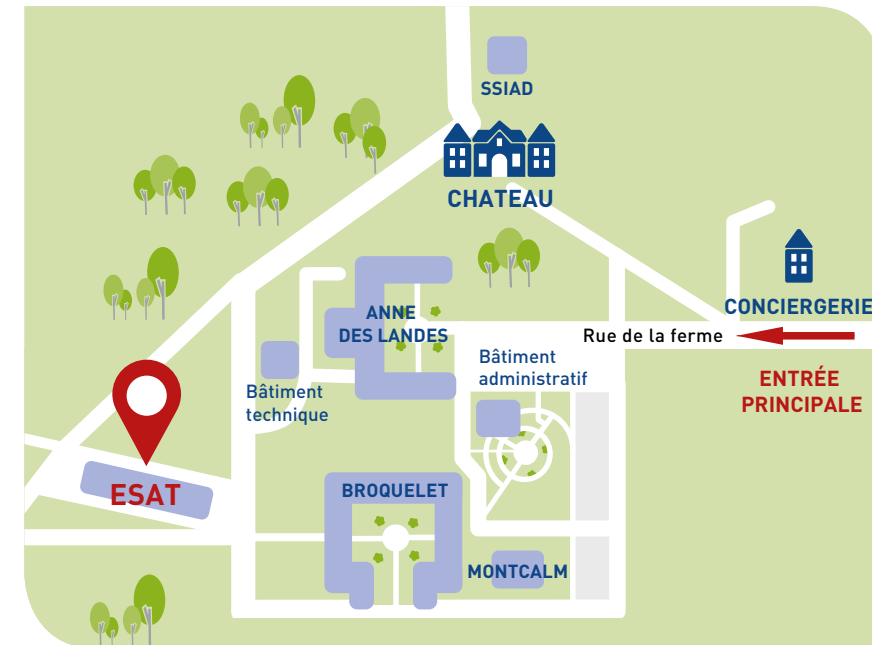 SSIAD
CHATEAU
CONCIERGERIE
ANNE
DES LANDES
Rue de la ferme
Bâtiment
administratif
ENTRÉE
PRINCIPALE
Bâtiment
technique
ESAT
BROQUELET
MONTCALM